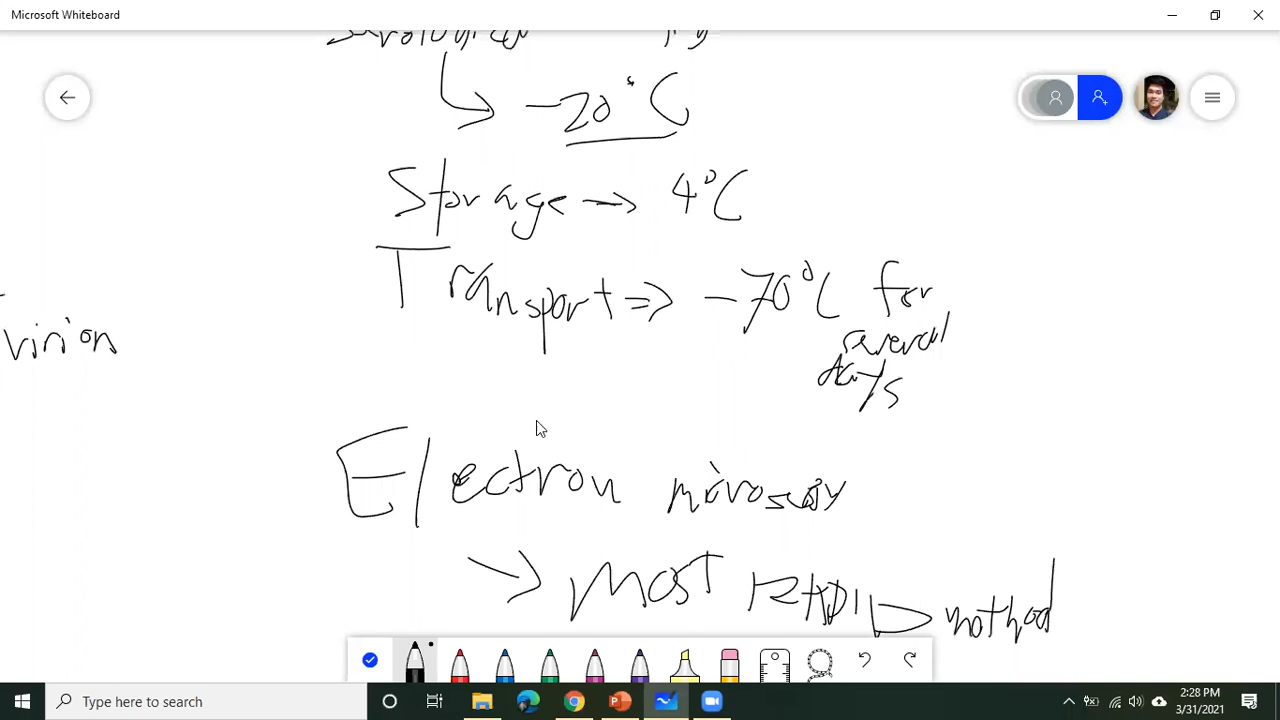 Microsoft Whiteboard
→ -20°C
Storage → 4°C
Transport ⇒ -70°C for
several
days
virion
Electron
→ most RAPID method
Type here to search
2:28 PM
3/31/2021